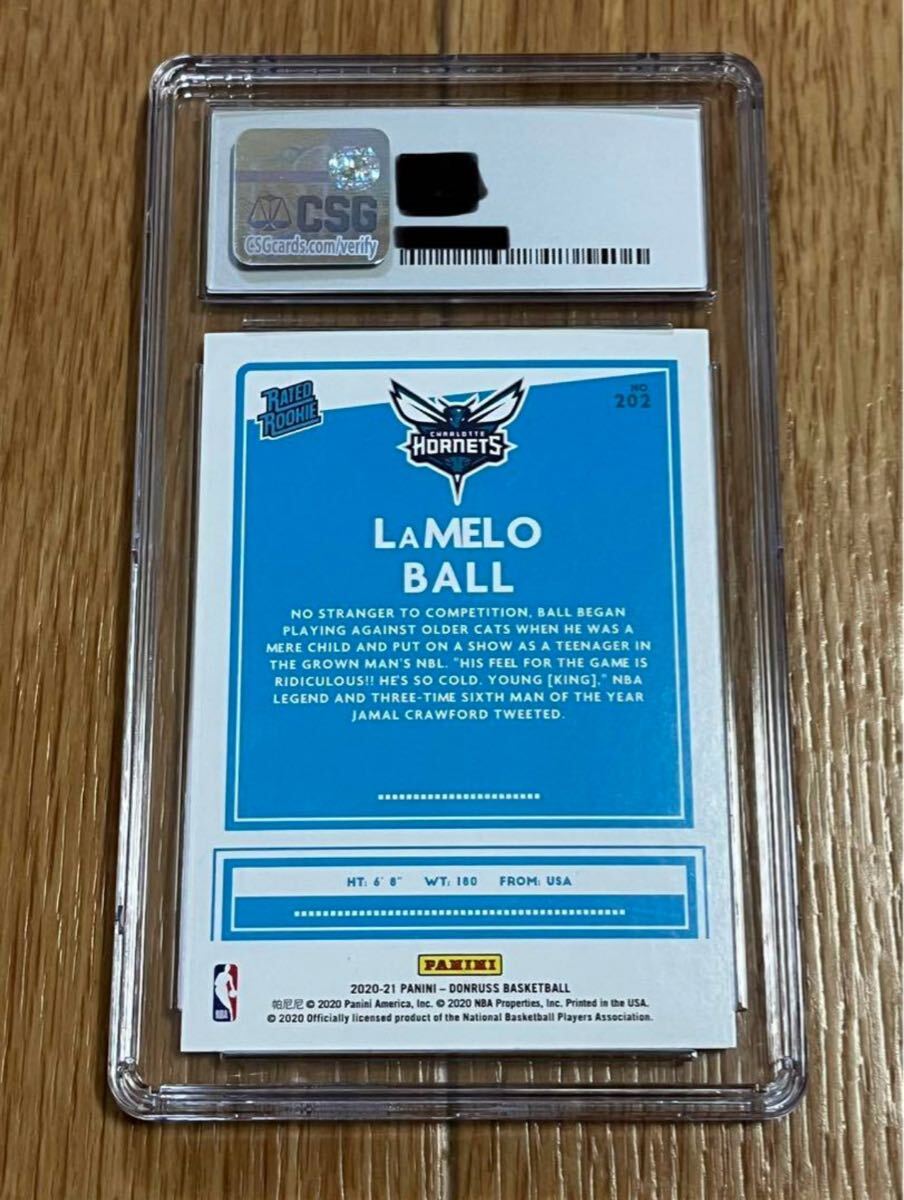 CSG
CSGcards.com/verify
RATED
ROOKIE
CHARLOTTE
HORNETS
NO
202
LaMELO
BALL
NO STRANGER TO COMPETITION, BALL BEGAN
PLAYING AGAINST OLDER CATS WHEN HE WAS A
MERE CHILD AND PUT ON A SHOW AS A TEENAGER IN
THE GROWN MAN'S NBL. "HIS FEEL FOR THE GAME IS
RIDICULOUS!! HE'S SO COLD. YOUNG [KING]," NBA
LEGEND AND THREE-TIME SIXTH MAN OF THE YEAR
JAMAL CRAWFORD TWEETED.
HT: 6' 8" WT: 180 FROM: USA
PANINI
2020-21 PANINI – DONRUSS BASKETBALL
帕尼尼 © 2020 Panini America, Inc. © 2020 NBA Properties, Inc. Printed in the USA.
© 2020 Officially licensed product of the National Basketball Players Association.
NBA